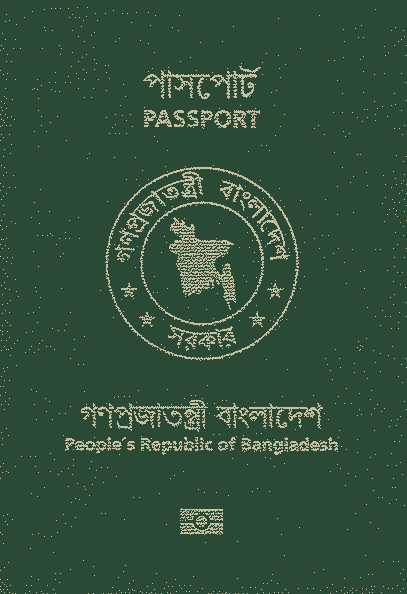 পাসপোর্ট
PASSPORT
গণপ্রজাতন্ত্রী বাংলাদেশ
সরকার
গণপ্রজাতন্ত্রী বাংলাদেশ
People's Republic of Bangladesh